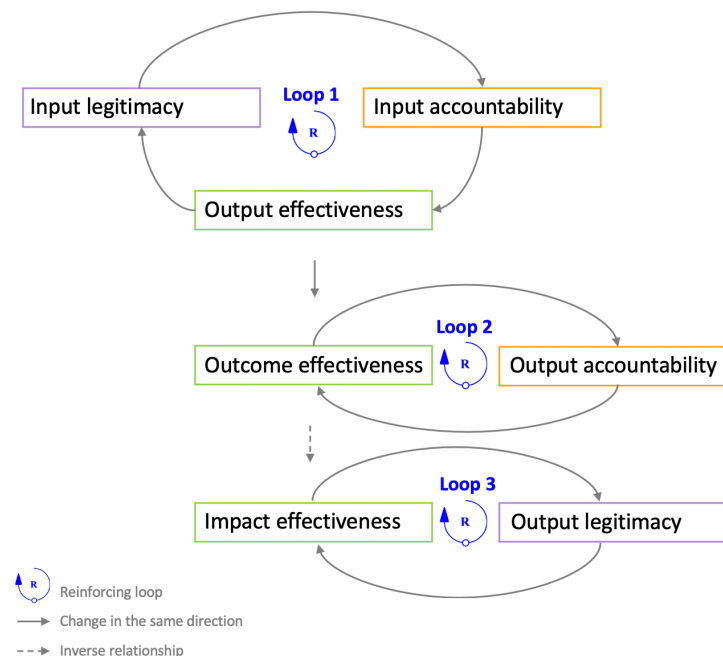 Loop 1
Input legitimacy
R
Input accountability
Output effectiveness
Loop 2
Outcome effectiveness
R
Output accountability
Loop 3
Impact effectiveness
R
Output legitimacy
R
Reinforcing loop
Change in the same direction
Inverse relationship